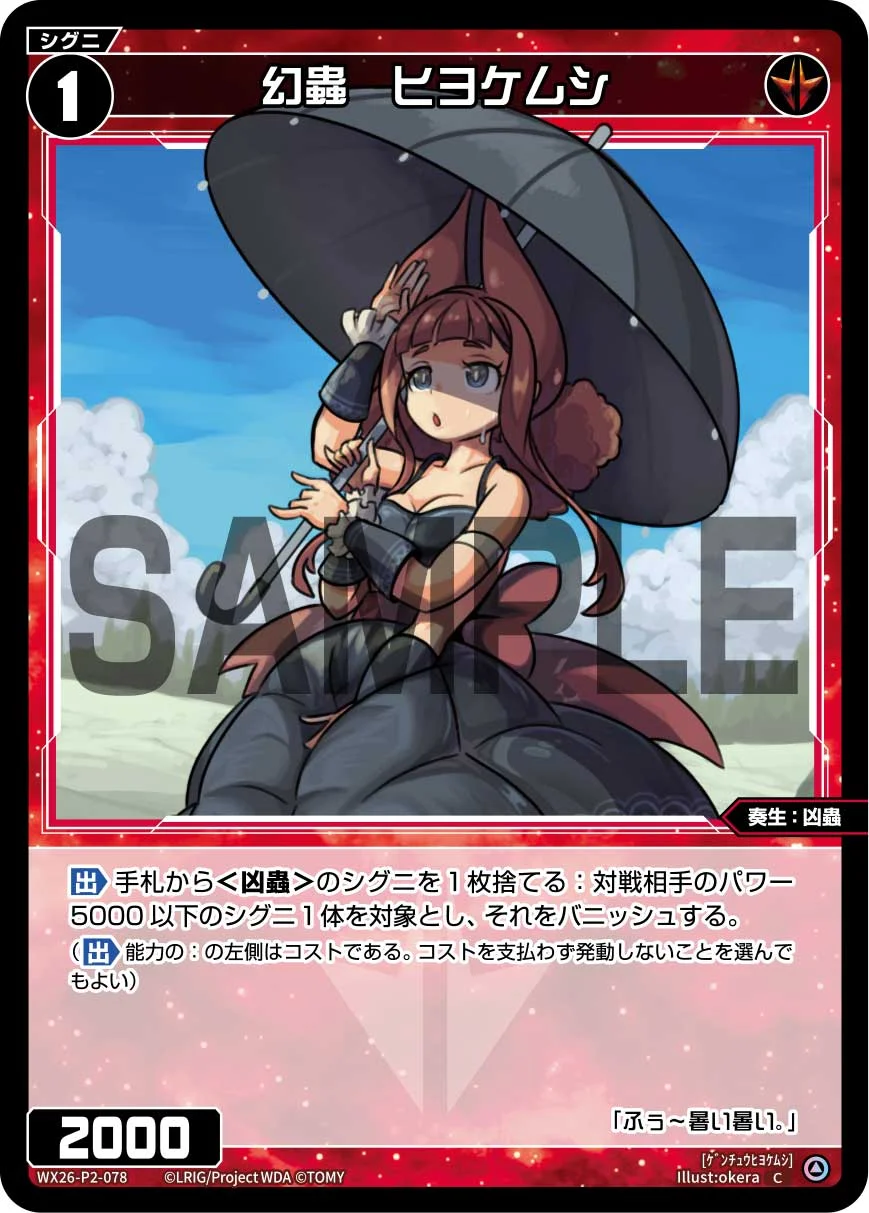 シグニ
1
幻蟲 ヒヨケムシ
SAMPLE
奏生：凶蟲
出 手札から＜凶蟲＞のシグニを１枚捨てる：対戦相手のパワー
5000以下のシグニ１体を対象とし、それをバニッシュする。
（出 能力の：の左側はコストである。コストを支払わず発動しないことを選んで
もよい）
「ふぅ～暑い暑い。」
2000
[ｹﾞﾝﾁｭｳﾋﾖｹﾑｼ]
WX26-P2-078 ©LRIG/Project WDA ©TOMY Illust:okera C